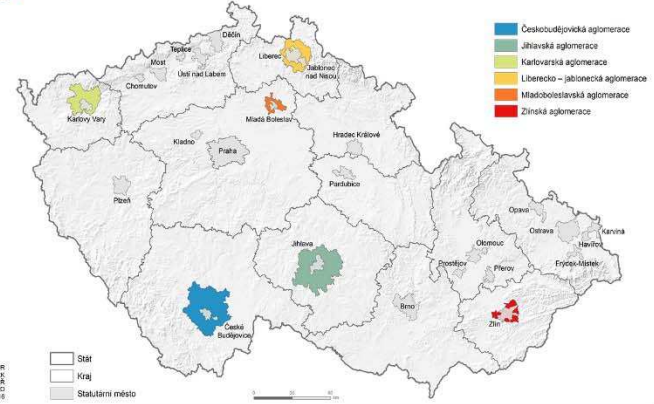 Českobudějovická aglomerace
Jihlavská aglomerace
Karlovarská aglomerace
Liberecko – jablonecká aglomerace
Mladoboleslavská aglomerace
Zlínská aglomerace
Děčín
Teplice
Most
Ústí nad Labem
Chomutov
Liberec
Jablonec
nad Nisou
Karlovy Vary
Mladá Boleslav
Kladno
Praha
Hradec Králové
Pardubice
Plzeň
Opava
Ostrava
Karviná
Havířov
Frýdek-Místek
Olomouc
Prostějov
Přerov
Jihlava
Brno
Zlín
České
Budějovice
Stát
Kraj
Statutární město